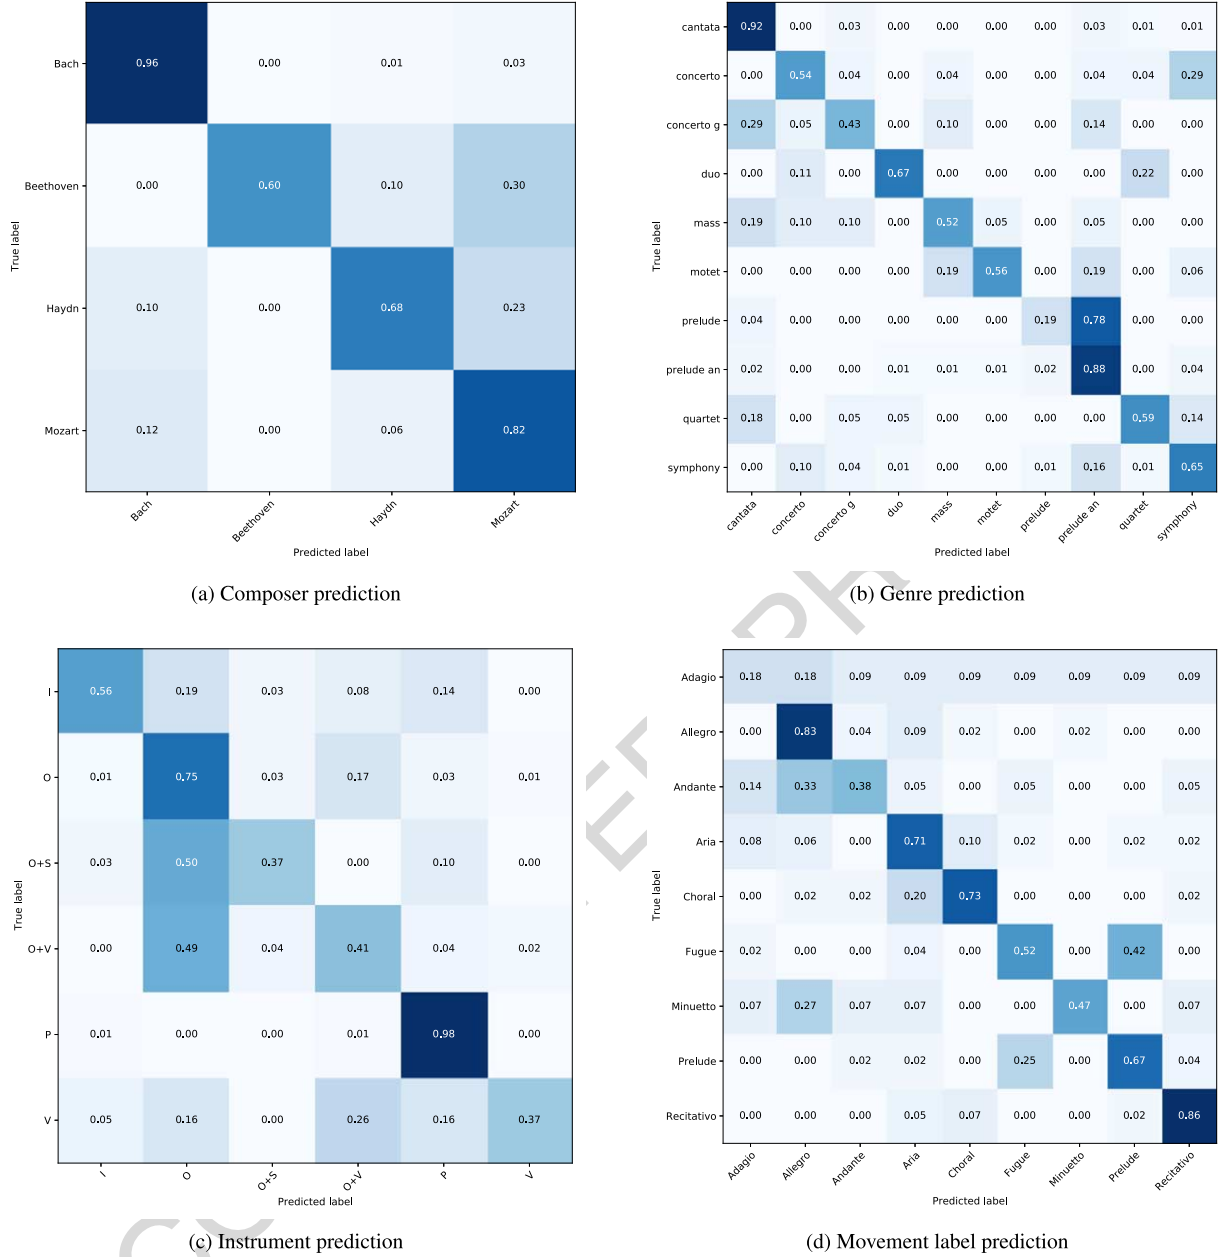 Bach 0.96 0.00 0.01 0.03
Beethoven 0.00 0.60 0.10 0.30
Haydn 0.10 0.00 0.68 0.23
Mozart 0.12 0.00 0.06 0.82
True label
Bach Beethoven Haydn Mozart
Predicted label
(a) Composer prediction
cantata 0.92 0.00 0.03 0.00 0.00 0.00 0.00 0.03 0.01 0.01
concerto 0.00 0.54 0.04 0.00 0.04 0.00 0.00 0.04 0.04 0.29
concerto g 0.29 0.05 0.43 0.00 0.10 0.00 0.00 0.14 0.00 0.00
duo 0.00 0.11 0.00 0.67 0.00 0.00 0.00 0.00 0.22 0.00
mass 0.19 0.10 0.10 0.00 0.52 0.05 0.00 0.05 0.00 0.00
motet 0.00 0.00 0.00 0.00 0.19 0.56 0.00 0.19 0.00 0.06
prelude 0.04 0.00 0.00 0.00 0.00 0.00 0.19 0.78 0.00 0.00
prelude an 0.02 0.00 0.00 0.01 0.01 0.01 0.02 0.88 0.00 0.04
quartet 0.18 0.00 0.05 0.05 0.00 0.00 0.00 0.00 0.59 0.14
symphony 0.00 0.10 0.04 0.01 0.00 0.00 0.01 0.16 0.01 0.65
True label
cantata concerto concerto g duo mass motet prelude prelude an quartet symphony
Predicted label
(b) Genre prediction
I 0.56 0.19 0.03 0.08 0.14 0.00
O 0.01 0.75 0.03 0.17 0.03 0.01
O+S 0.03 0.50 0.37 0.00 0.10 0.00
O+V 0.00 0.49 0.04 0.41 0.04 0.02
P 0.01 0.00 0.00 0.01 0.98 0.00
V 0.05 0.16 0.00 0.26 0.16 0.37
True label
I O O+S O+V P V
Predicted label
(c) Instrument prediction
Adagio 0.18 0.18 0.09 0.09 0.09 0.09 0.09 0.09 0.09
Allegro 0.00 0.83 0.04 0.09 0.02 0.00 0.02 0.00 0.00
Andante 0.14 0.33 0.38 0.05 0.00 0.05 0.00 0.00 0.05
Aria 0.08 0.06 0.00 0.71 0.10 0.02 0.00 0.02 0.02
Choral 0.00 0.02 0.02 0.20 0.73 0.00 0.00 0.00 0.02
Fugue 0.02 0.00 0.00 0.04 0.00 0.52 0.00 0.42 0.00
Minuetto 0.07 0.27 0.07 0.07 0.00 0.00 0.47 0.00 0.07
Prelude 0.00 0.00 0.02 0.02 0.00 0.25 0.00 0.67 0.04
Recitativo 0.00 0.00 0.00 0.05 0.07 0.00 0.00 0.02 0.86
True label
Adagio Allegro Andante Aria Choral Fugue Minuetto Prelude Recitativo
Predicted label
(d) Movement label prediction